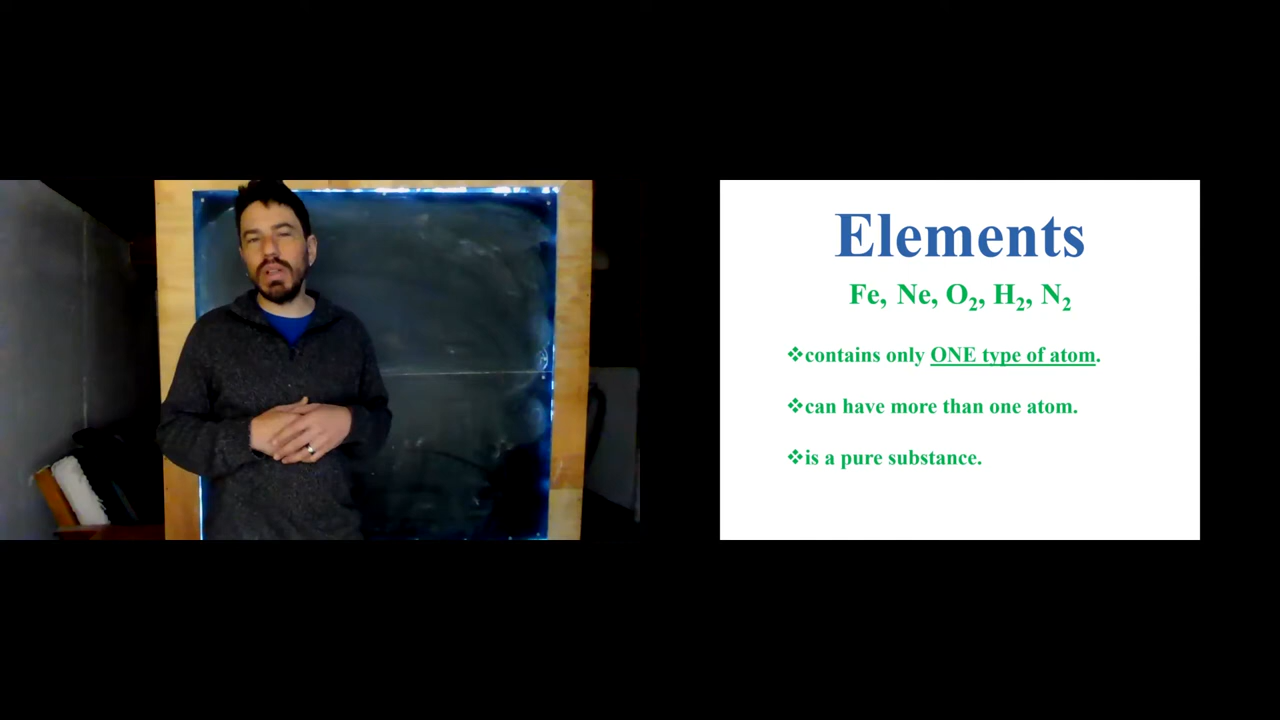 Elements
Fe, Ne, O₂, H₂, N₂
❖contains only ONE type of atom.
❖can have more than one atom.
❖is a pure substance.